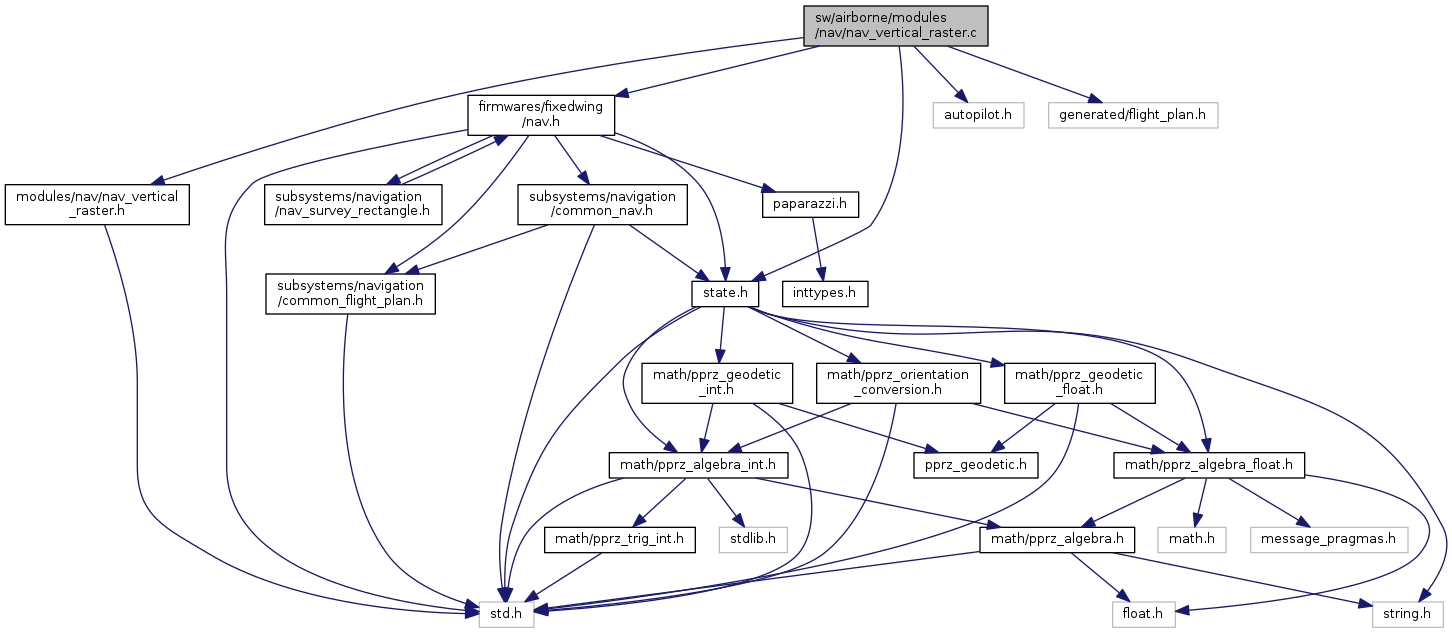 sw/airborne/modules
/nav/nav_vertical_raster.c
firmwares/fixedwing
/nav.h
autopilot.h
generated/flight_plan.h
modules/nav/nav_vertical
_raster.h
subsystems/navigation
/nav_survey_rectangle.h
subsystems/navigation
/common_nav.h
paparazzi.h
subsystems/navigation
/common_flight_plan.h
state.h
inttypes.h
math/pprz_geodetic
_int.h
math/pprz_orientation
_conversion.h
math/pprz_geodetic
_float.h
math/pprz_algebra_int.h
pprz_geodetic.h
math/pprz_algebra_float.h
math/pprz_trig_int.h
stdlib.h
math/pprz_algebra.h
math.h
message_pragmas.h
std.h
float.h
string.h